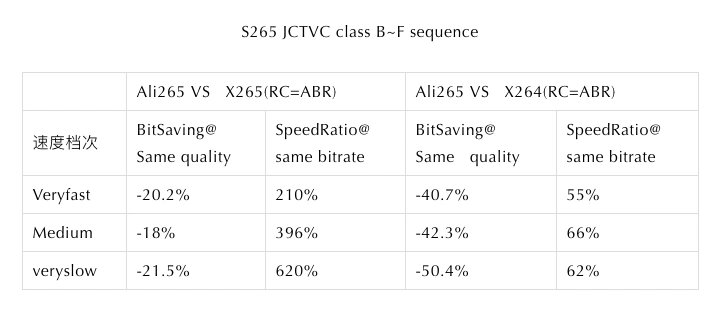 S265 JCTVC class B~F sequence
Ali265 VS X265(RC=ABR) Ali265 VS X264(RC=ABR)
速度档次 BitSaving@ Same quality SpeedRatio@ same bitrate BitSaving@ Same quality SpeedRatio@ same bitrate
Veryfast -20.2% 210% -40.7% 55%
Medium -18% 396% -42.3% 66%
veryslow -21.5% 620% -50.4% 62%